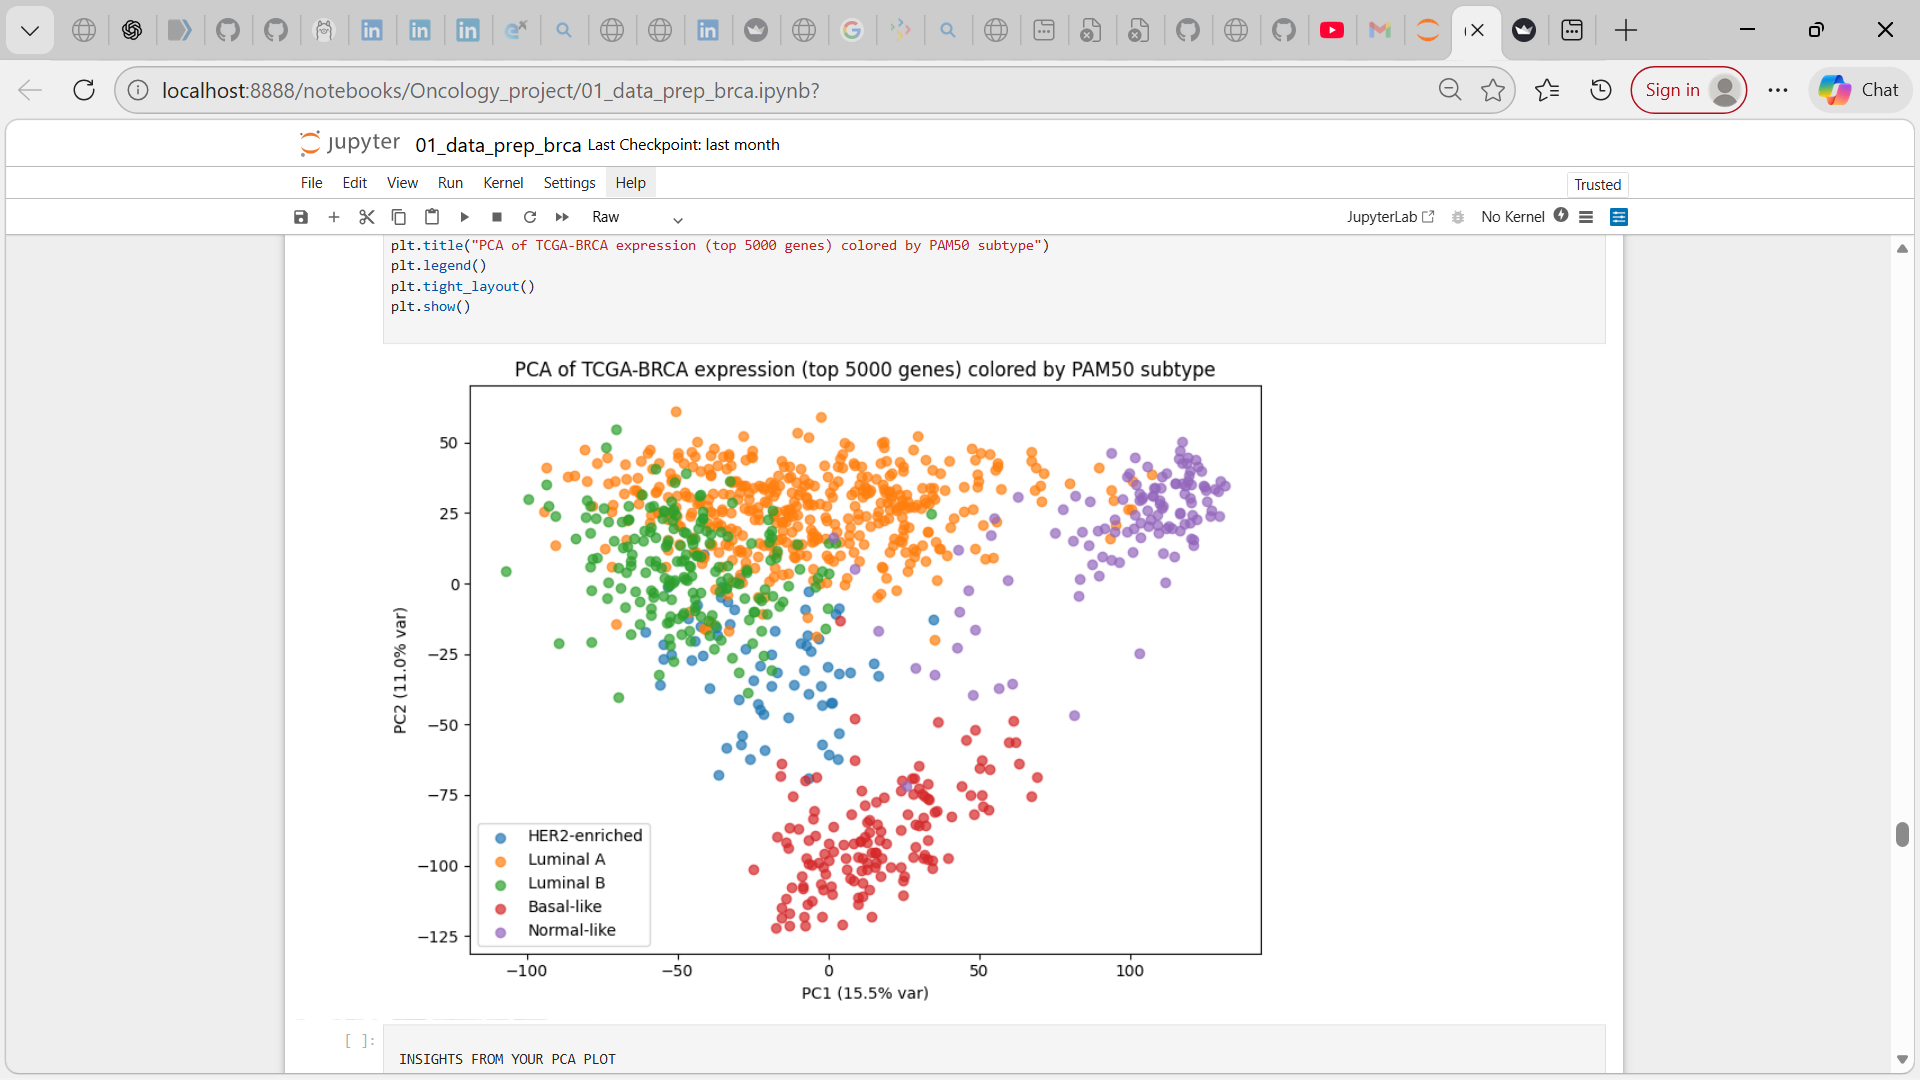 localhost:8888/notebooks/Oncology_project/01_data_prep_brca.ipynb?
Sign in
Chat
jupyter 01_data_prep_brca Last Checkpoint: last month
File Edit View Run Kernel Settings Help
Trusted
Raw
JupyterLab
No Kernel
plt.title("PCA of TCGA-BRCA expression (top 5000 genes) colored by PAM50 subtype")
plt.legend()
plt.tight_layout()
plt.show()
PCA of TCGA-BRCA expression (top 5000 genes) colored by PAM50 subtype
50
25
0
−25
−50
−75
−100
−125
PC2 (11.0% var)
HER2-enriched
Luminal A
Luminal B
Basal-like
Normal-like
−100 −50 0 50 100
PC1 (15.5% var)
[ ]:
INSIGHTS FROM YOUR PCA PLOT